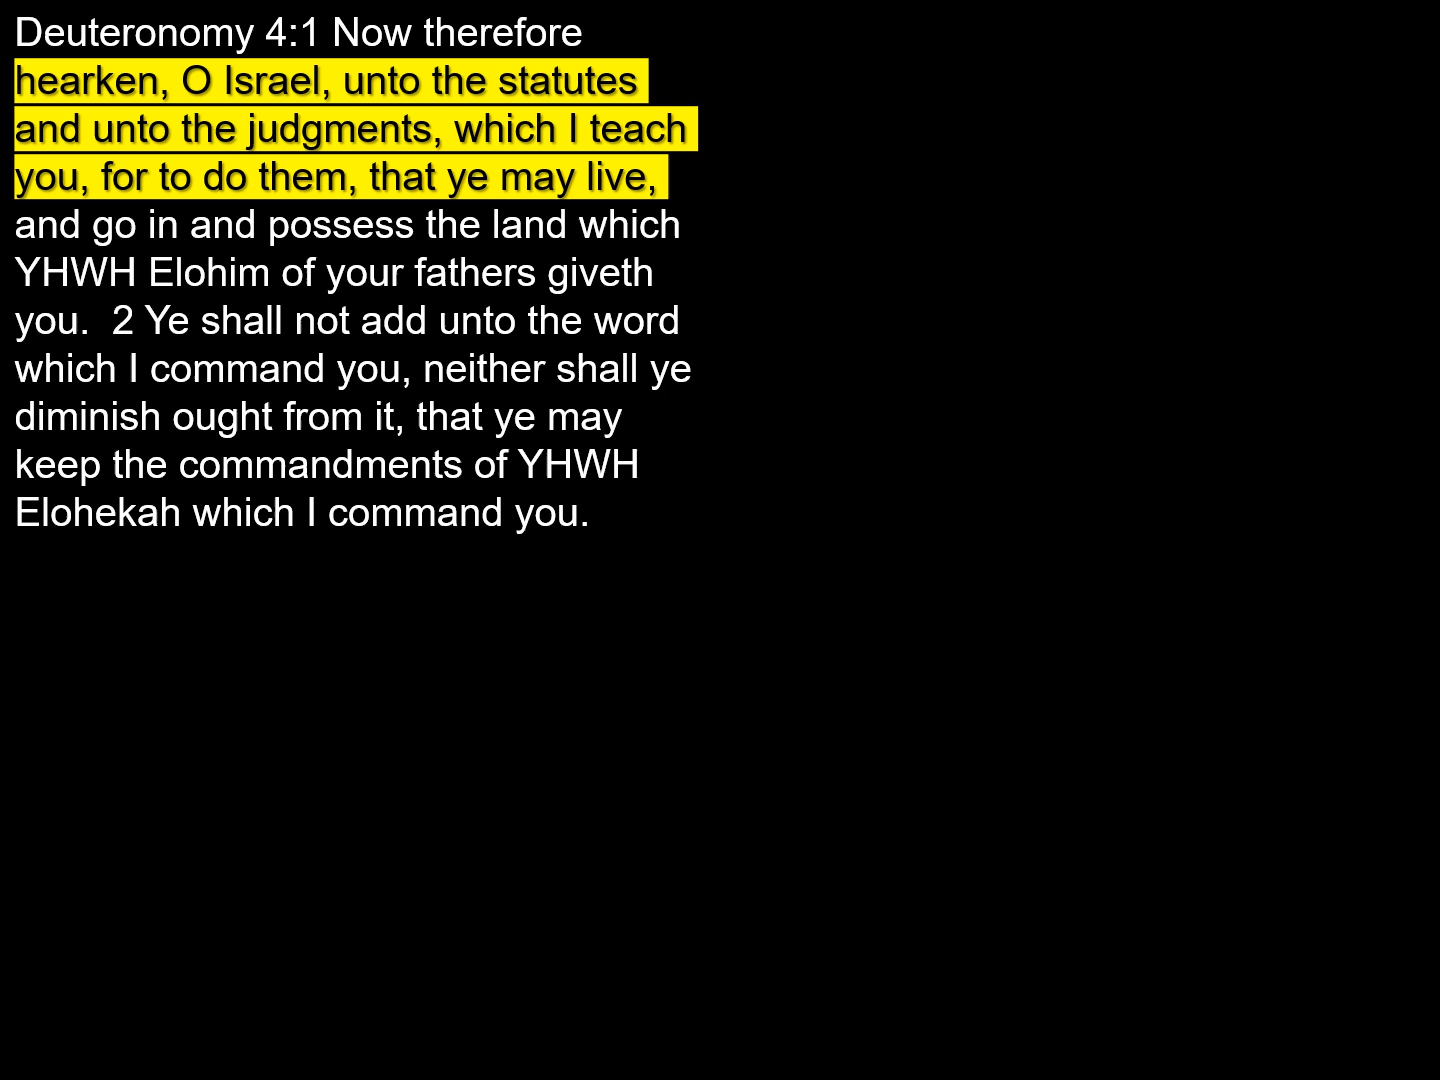 Deuteronomy 4:1 Now therefore
hearken, O Israel, unto the statutes
and unto the judgments, which I teach
you, for to do them, that ye may live,
and go in and possess the land which
YHWH Elohim of your fathers giveth
you.  2 Ye shall not add unto the word
which I command you, neither shall ye
diminish ought from it, that ye may
keep the commandments of YHWH
Elohekah which I command you.